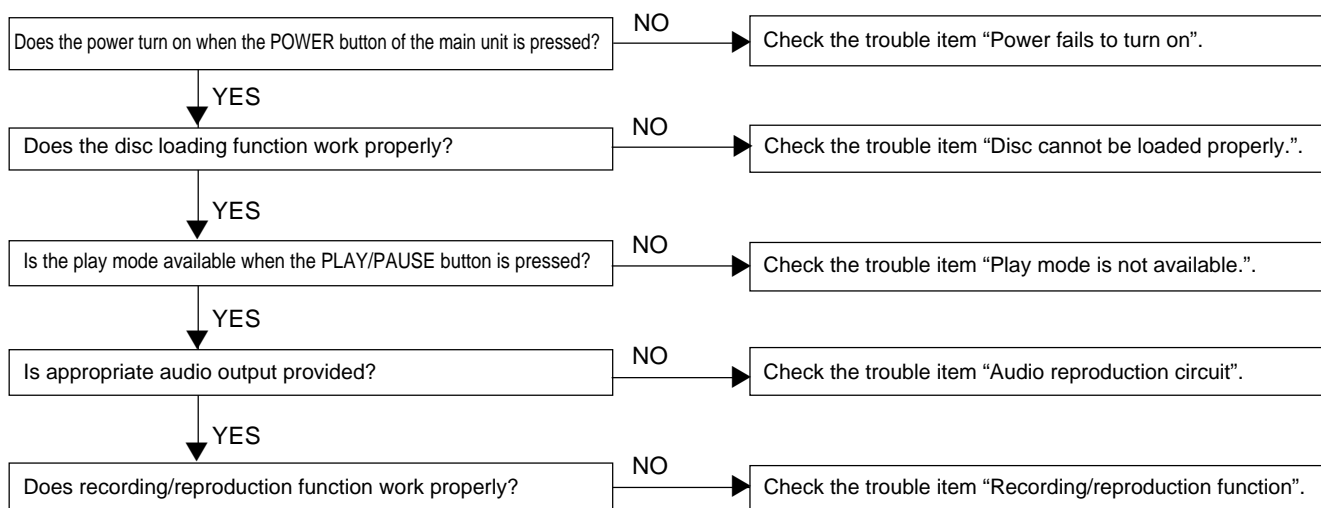 Does the power turn on when the POWER button of the main unit is pressed?
NO
Check the trouble item “Power fails to turn on”.
YES
Does the disc loading function work properly?
NO
Check the trouble item “Disc cannot be loaded properly.”.
YES
Is the play mode available when the PLAY/PAUSE button is pressed?
NO
Check the trouble item “Play mode is not available.”.
YES
Is appropriate audio output provided?
NO
Check the trouble item “Audio reproduction circuit”.
YES
Does recording/reproduction function work properly?
NO
Check the trouble item “Recording/reproduction function”.